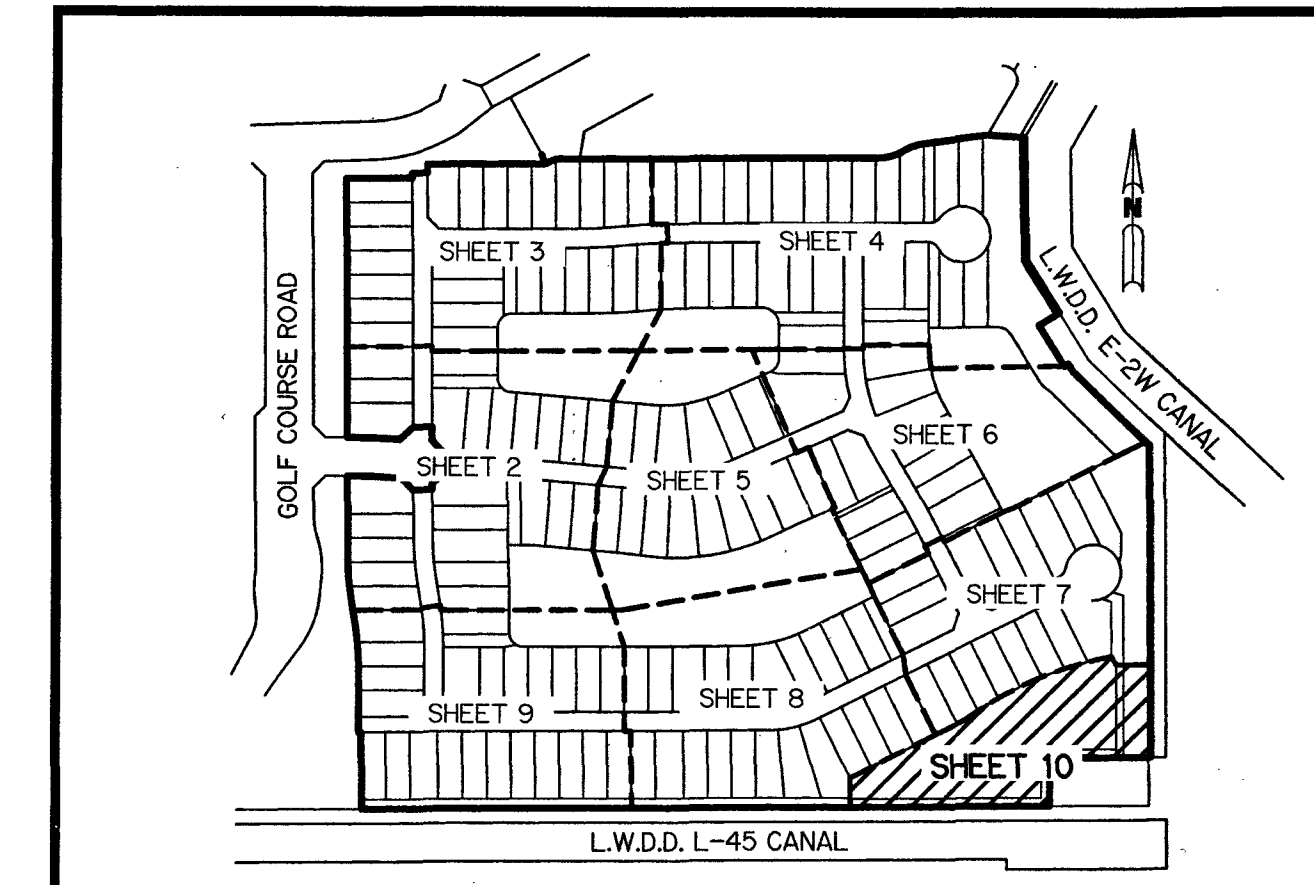 SHEET 3
SHEET 4
N
L.W.D.D. E-2W CANAL
GOLF COURSE ROAD
SHEET 6
SHEET 2
SHEET 5
SHEET 7
SHEET 8
SHEET 9
SHEET 10
L.W.D.D. L-45 CANAL